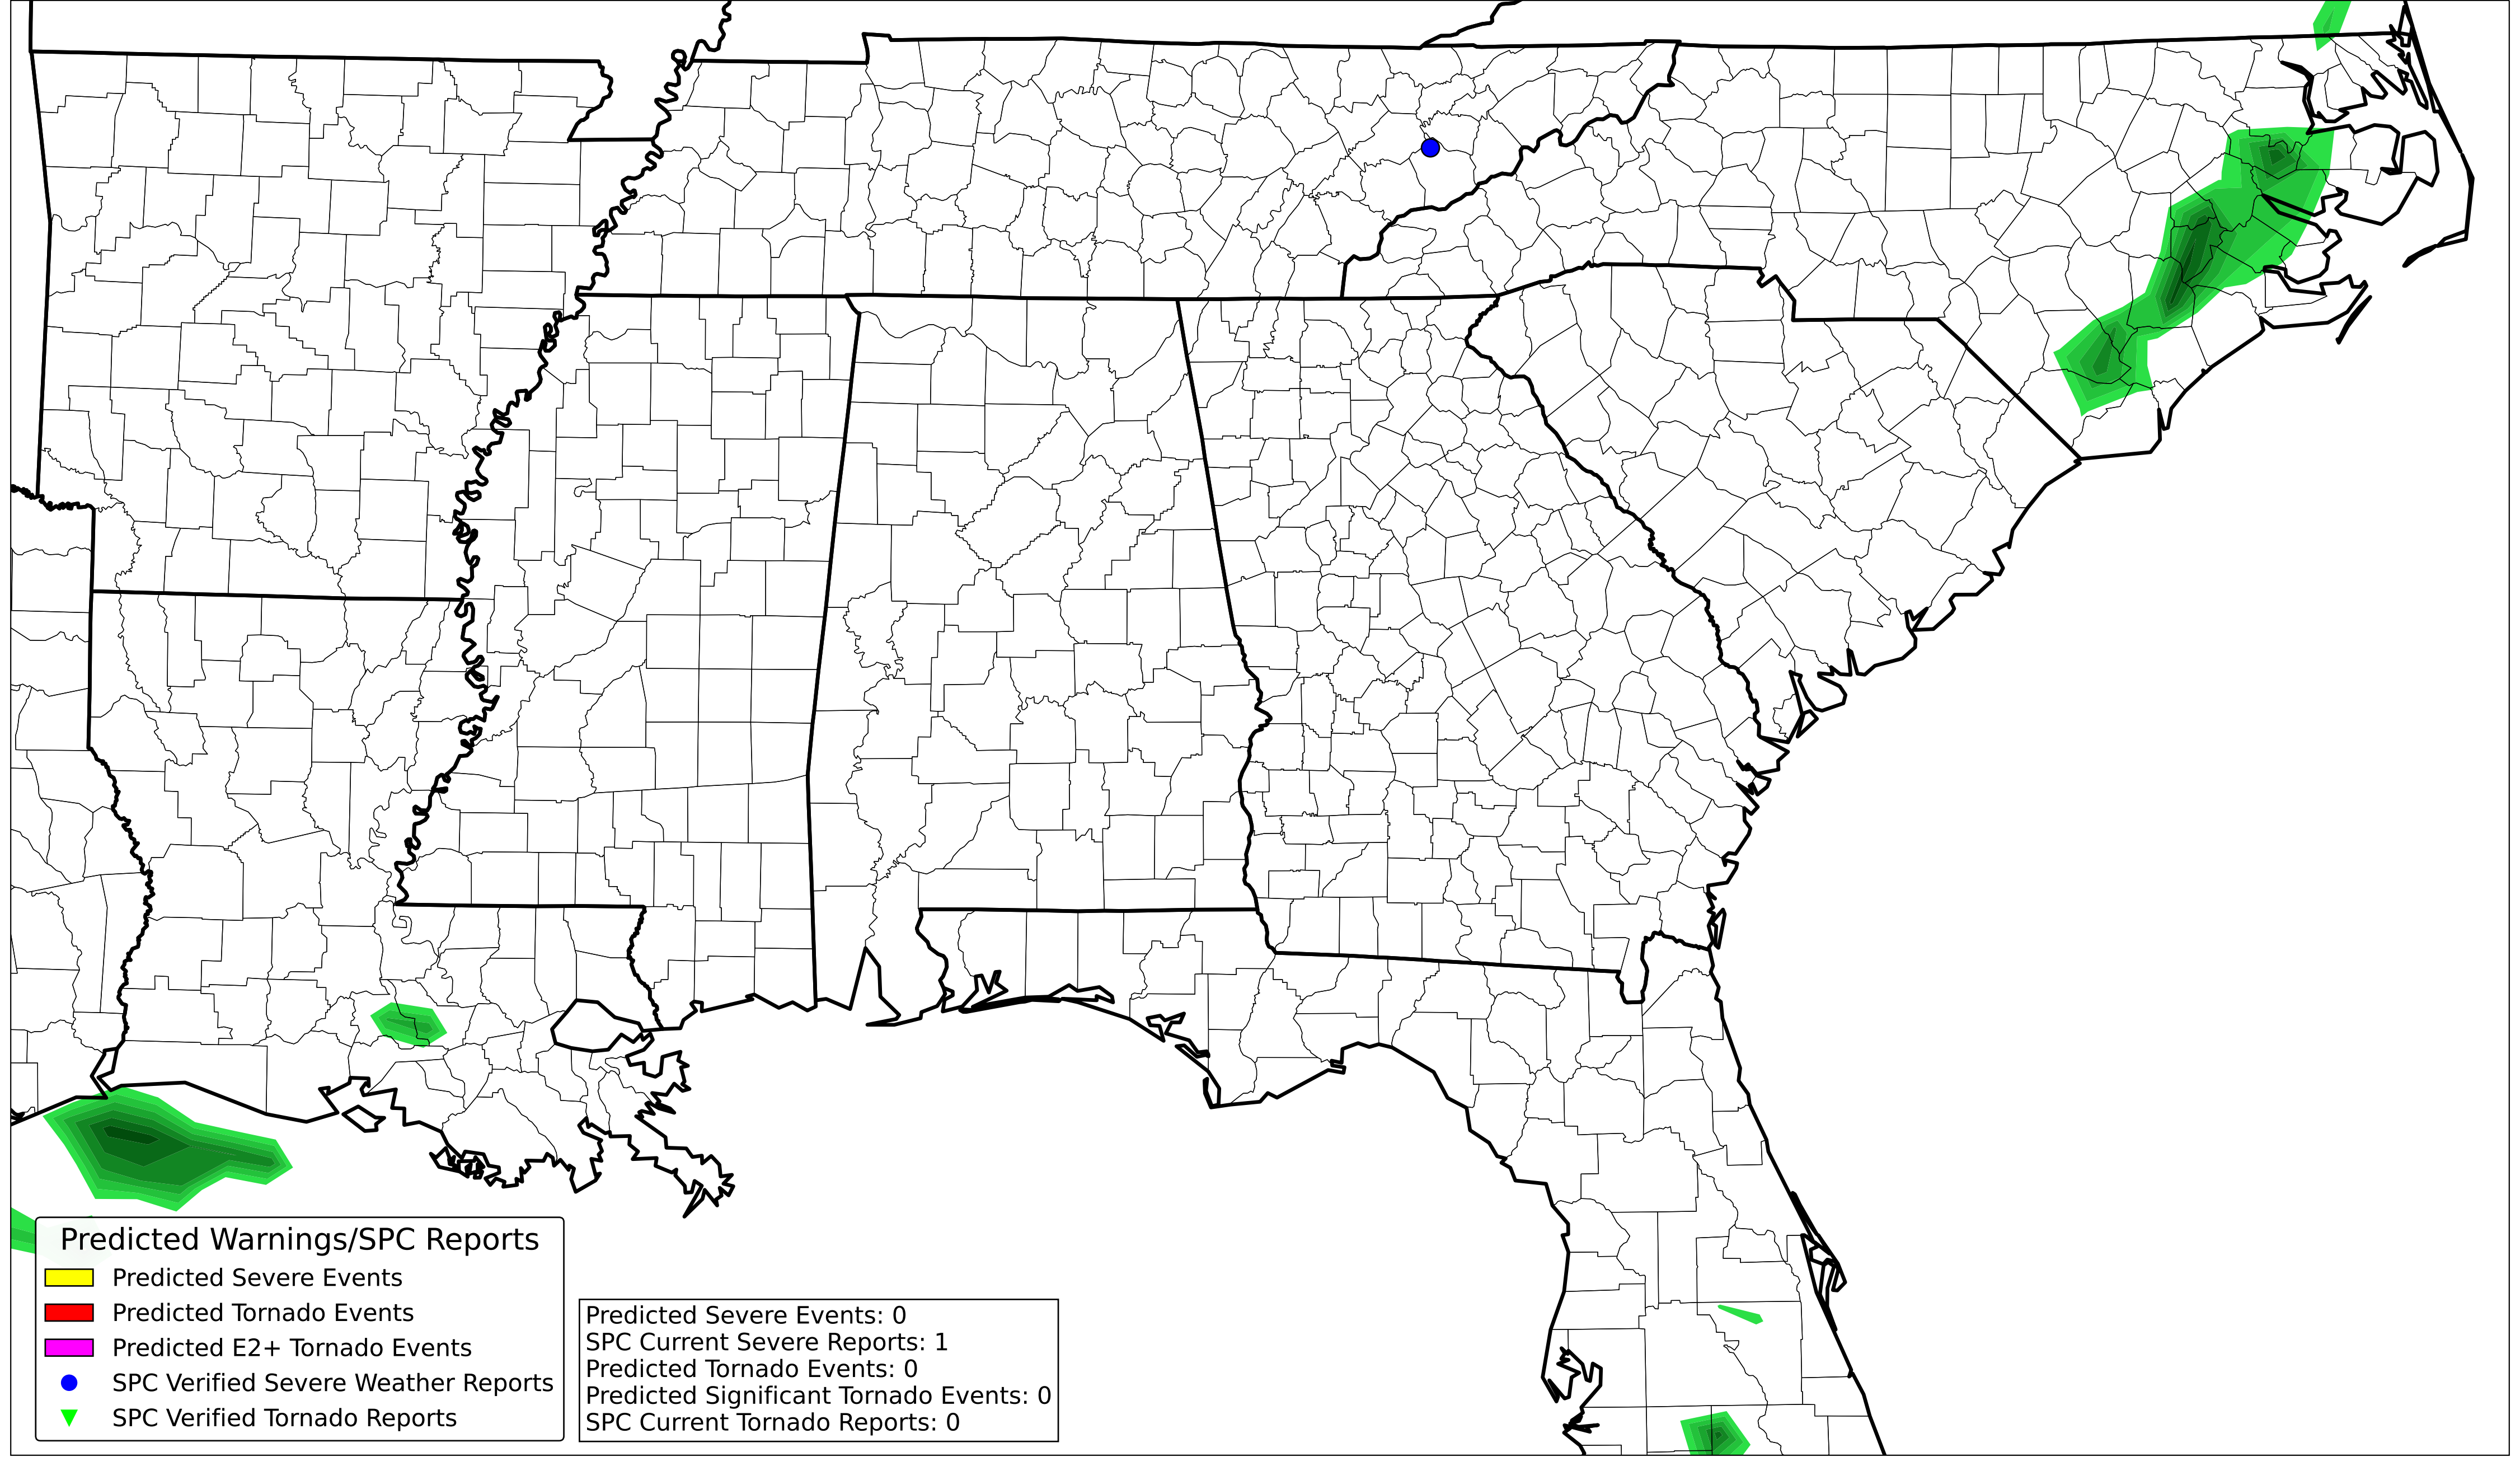 Predicted Warnings/SPC Reports
Predicted Severe Events
Predicted Tornado Events
Predicted E2+ Tornado Events
SPC Verified Severe Weather Reports
SPC Verified Tornado Reports
Predicted Severe Events: 0
SPC Current Severe Reports: 1
Predicted Tornado Events: 0
Predicted Significant Tornado Events: 0
SPC Current Tornado Reports: 0